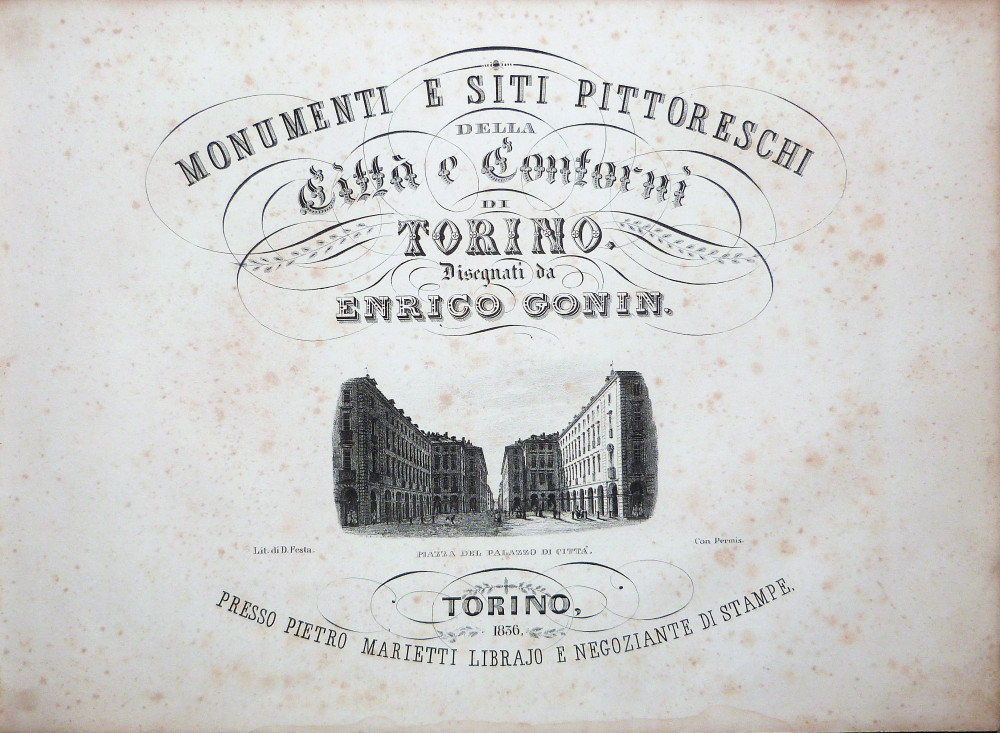 MONUMENTI E SITI PITTORESCHI
DELLA
Città e Contorni
DI
TORINO.
Disegnati da
ENRICO GONIN.
Lit. di D. Festa.
PIAZZA DEL PALAZZO DI CITTÀ.
Con Permis.
TORINO,
1836.
PRESSO PIETRO MARIETTI LIBRAJO E NEGOZIANTE DI STAMPE.